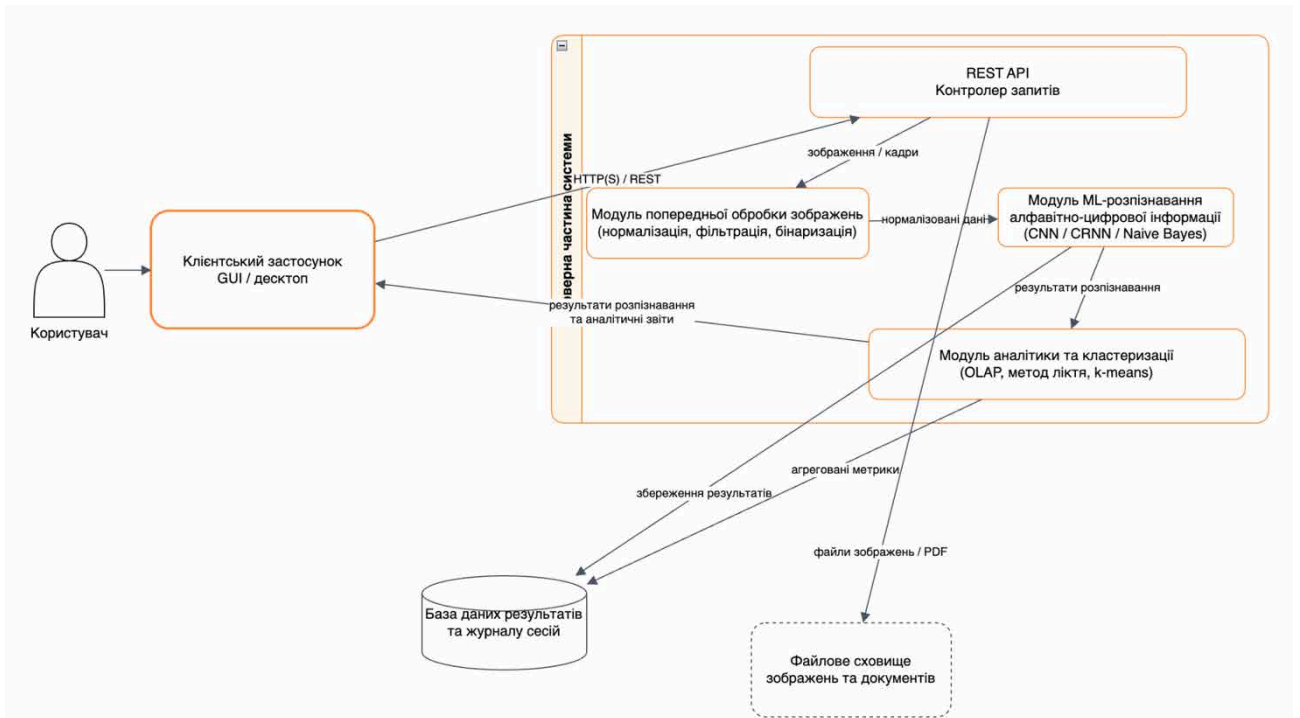 REST API
Контролер запитів
зображення / кадри
HTTP(S) / REST
Модуль попередньої обробки зображень
(нормалізація, фільтрація, бінаризація)
нормалізовані дані
Модуль ML-розпізнавання
алфавітно-цифрової інформації
(CNN / CRNN / Naive Bayes)
Клієнтський застосунок
GUI / десктоп
Користувач
частина системи
результати розпізнавання
та аналітичні звіти
результати розпізнавання
Модуль аналітики та кластеризації
(OLAP, метод ліктя, k-means)
агреговані метрики
збереження результатів
файли зображень / PDF
База даних результатів
та журналу сесій
Файлове сховище
зображень та документів